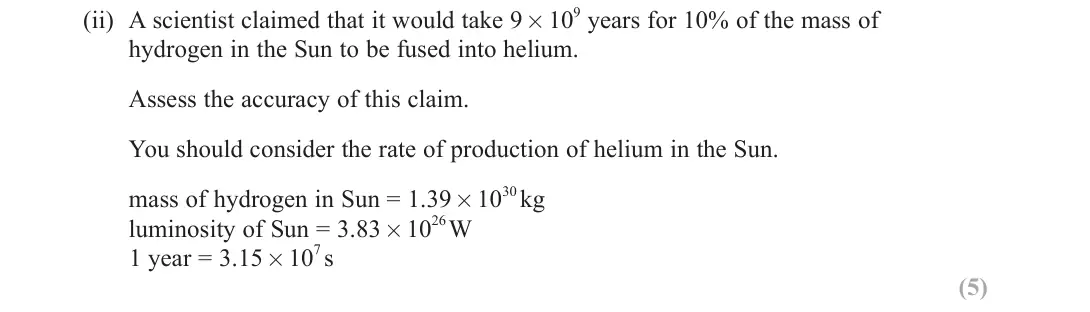 (ii) A scientist claimed that it would take 9 × 10⁹ years for 10% of the mass of
hydrogen in the Sun to be fused into helium.
Assess the accuracy of this claim.
You should consider the rate of production of helium in the Sun.
mass of hydrogen in Sun = 1.39 × 10³⁰ kg
luminosity of Sun = 3.83 × 10²⁶ W
1 year = 3.15 × 10⁷ s
(5)